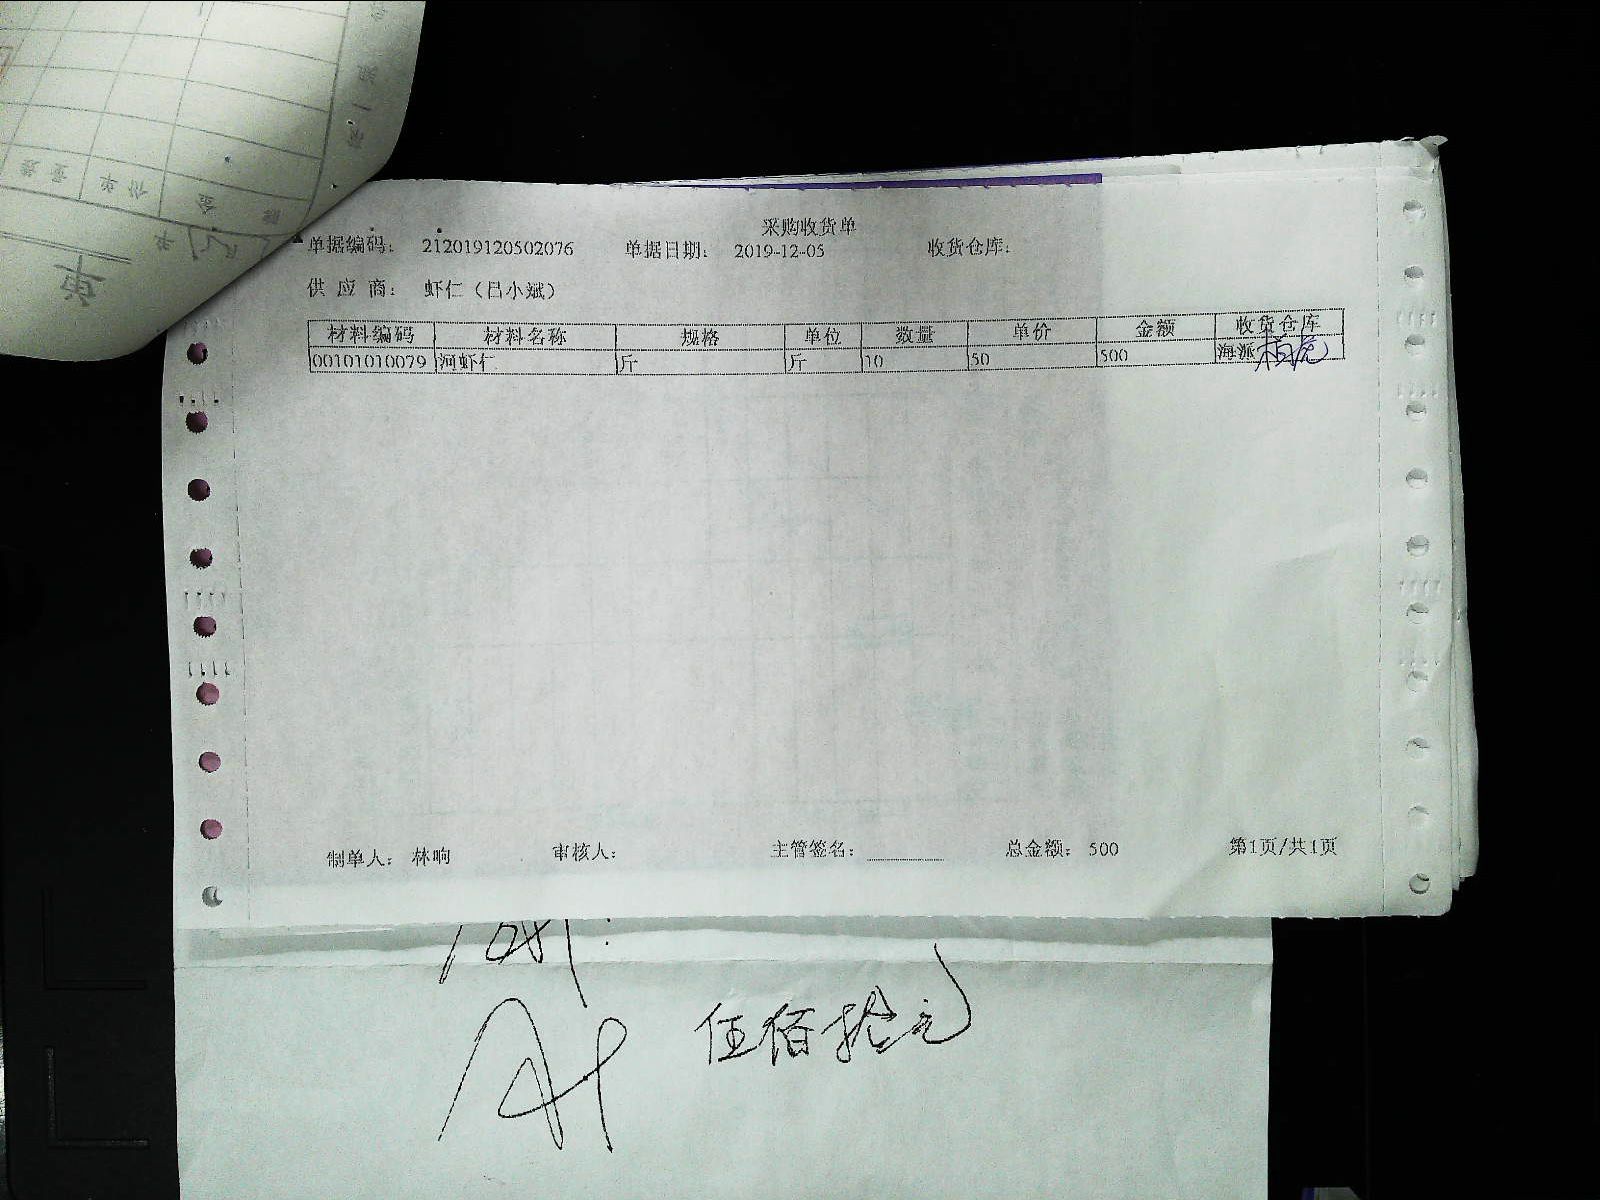 采购收货单
单据编码: 212019120502076 单据日期: 2019-12-05 收货仓库:
供 应 商: 虾仁(吕小斌)
材料编码 材料名称 规格 单位 数量 单价 金额 收货仓库
00101010079 河虾仁 斤 斤 10 50 500 海派
制单人: 林响 审核人: 主管签名: 总金额: 500 第1页/共1页
伍佰拾元
单